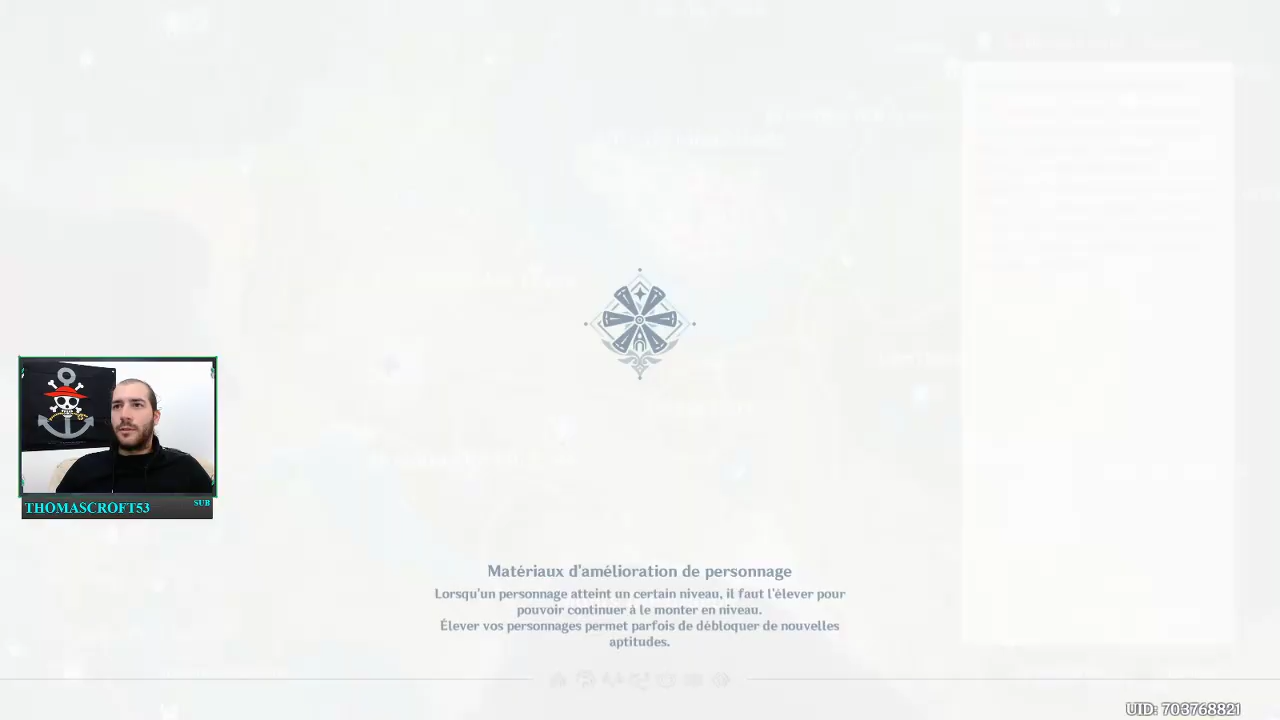 THOMASCROFT53
SUB
Matériaux d'amélioration de personnage
Lorsqu'un personnage atteint un certain niveau, il faut l'élever pour
pouvoir continuer à le monter en niveau.
Élever vos personnages permet parfois de débloquer de nouvelles
aptitudes.
UID: 703768821